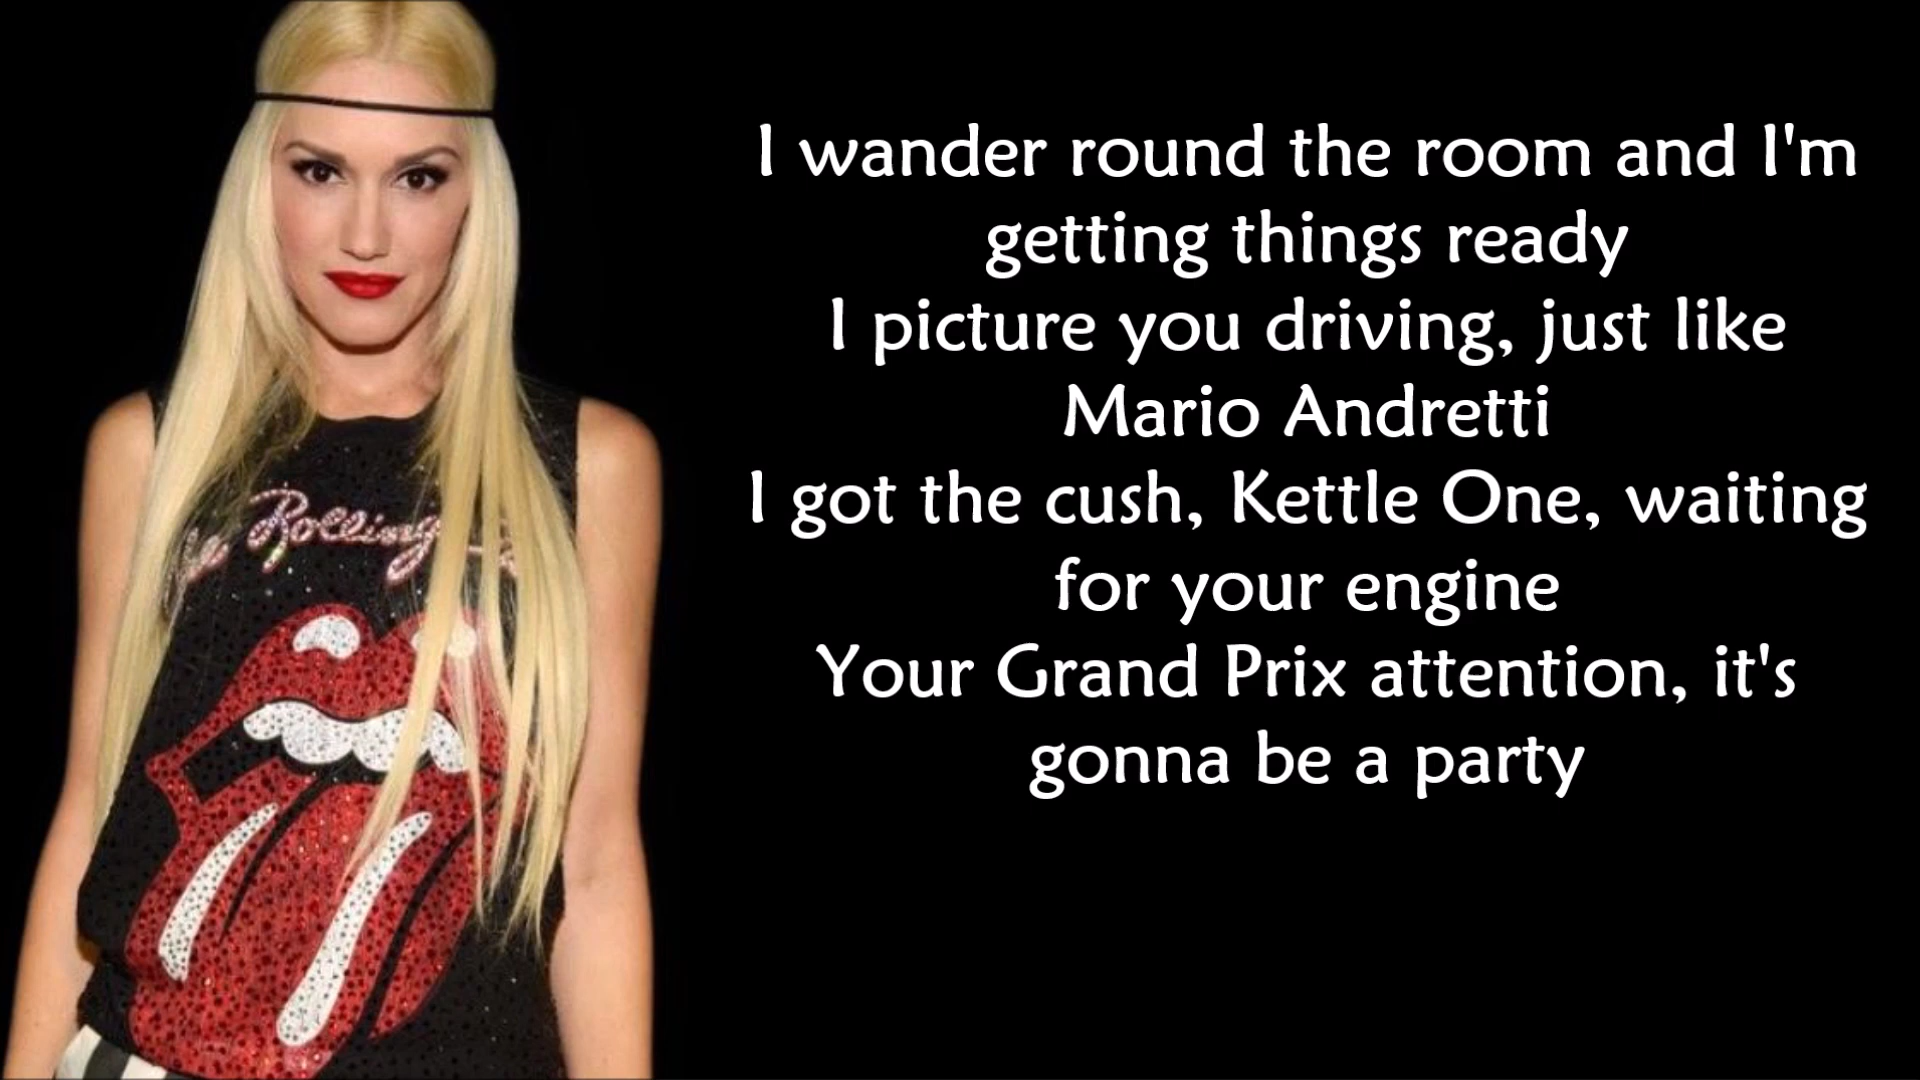 I wander round the room and I'm
getting things ready
I picture you driving, just like
Mario Andretti
I got the cush, Kettle One, waiting
for your engine
Your Grand Prix attention, it's
gonna be a party
Rolling